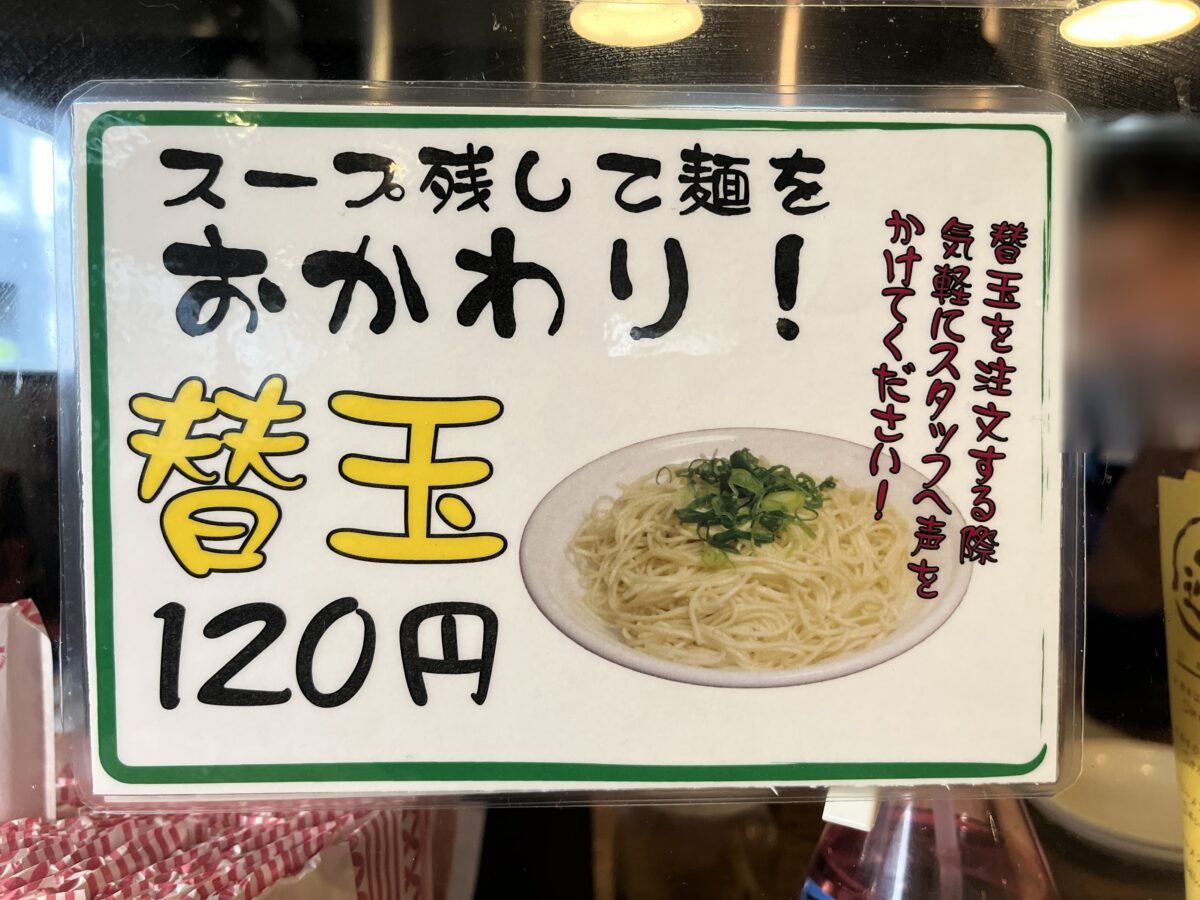 スープ残して麺を
おかわり!
替玉
120円
替玉を注文する際
気軽にスタッフへ声を
かけてください!